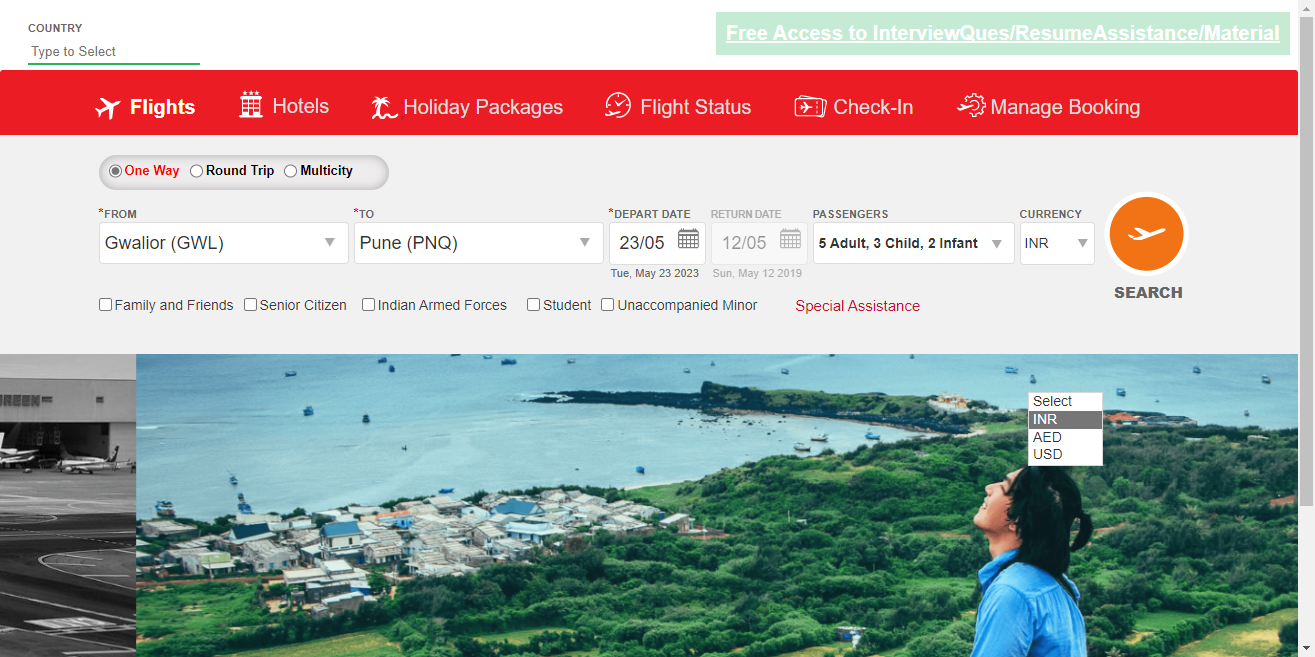 COUNTRY
Type to Select
Free Access to InterviewQues/ResumeAssistance/Material
Flights Hotels Holiday Packages Flight Status Check-In Manage Booking
One Way Round Trip Multicity
*FROM *TO *DEPART DATE RETURN DATE PASSENGERS CURRENCY
Gwalior (GWL) Pune (PNQ) 23/05 12/05 5 Adult, 3 Child, 2 Infant INR
Tue, May 23 2023 Sun, May 12 2019
SEARCH
Family and Friends Senior Citizen Indian Armed Forces Student Unaccompanied Minor Special Assistance
Select
INR
AED
USD